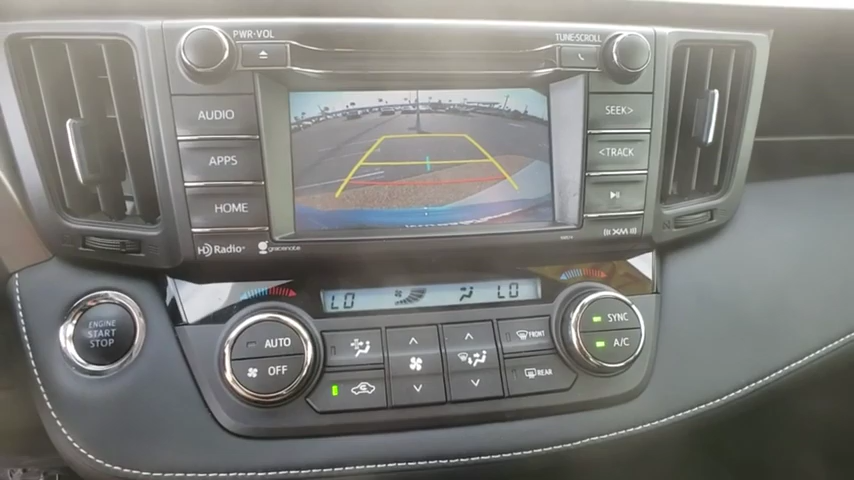 PWR·VOL
TUNE·SCROLL
AUDIO
APPS
HOME
SEEK>
<TRACK
HD Radio
gracenote
((XM))
LO
LO
ENGINE
START
STOP
AUTO
OFF
FRONT
REAR
SYNC
A/C